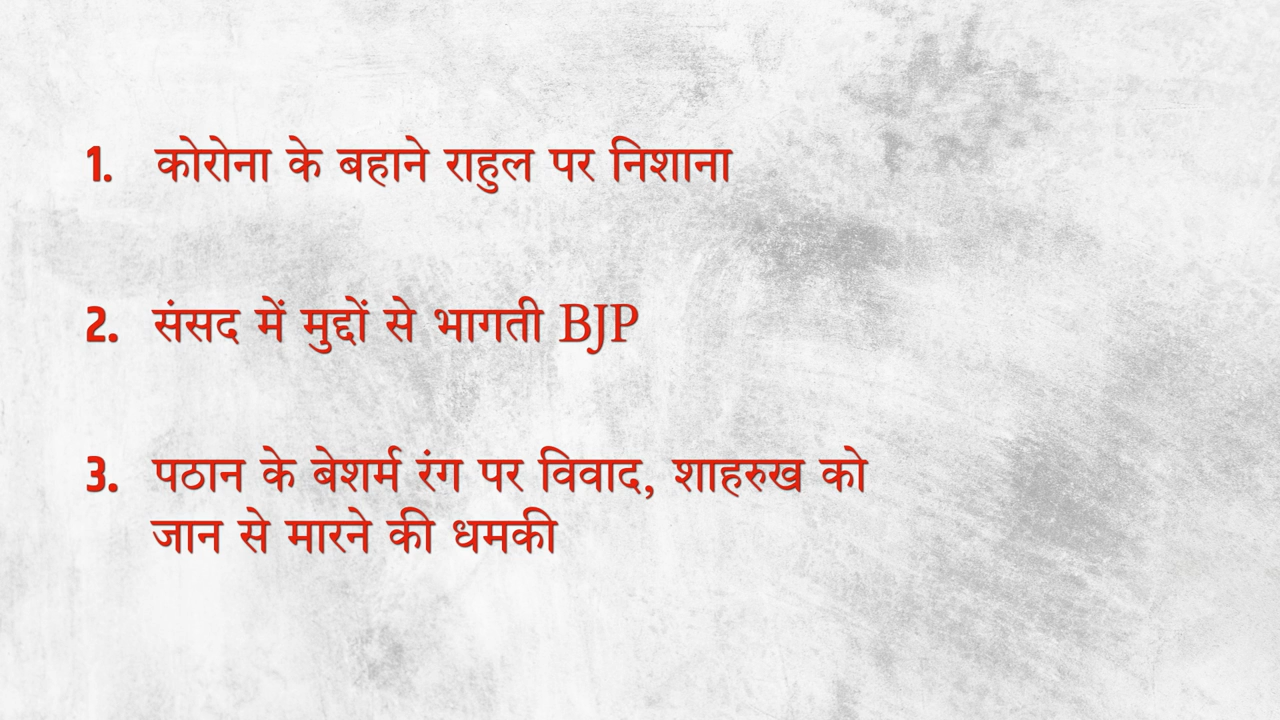 1. कोरोना के बहाने राहुल पर निशाना
2. संसद में मुद्दों से भागती BJP
3. पठान के बेशर्म रंग पर विवाद, शाहरुख को
जान से मारने की धमकी